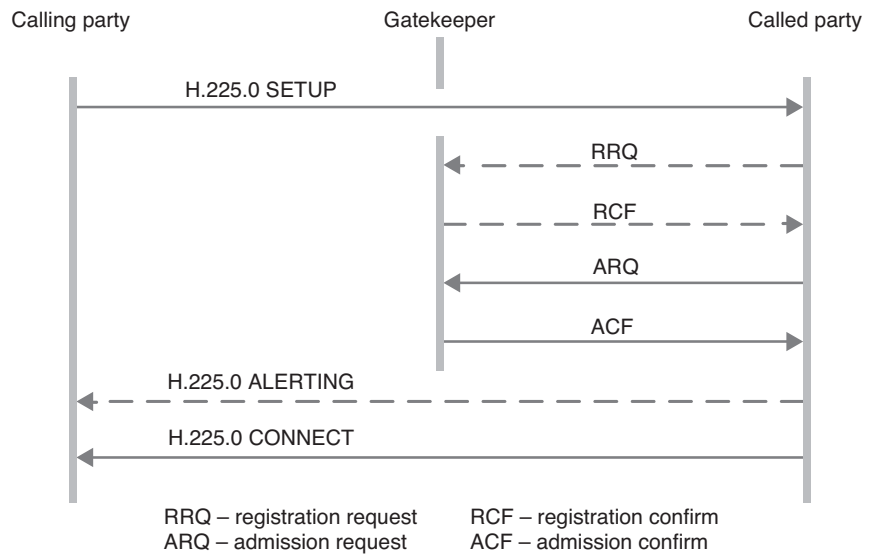 Calling party
Gatekeeper
Called party
H.225.0 SETUP
RRQ
RCF
ARQ
ACF
H.225.0 ALERTING
H.225.0 CONNECT
RRQ – registration request
RCF – registration confirm
ARQ – admission request
ACF – admission confirm